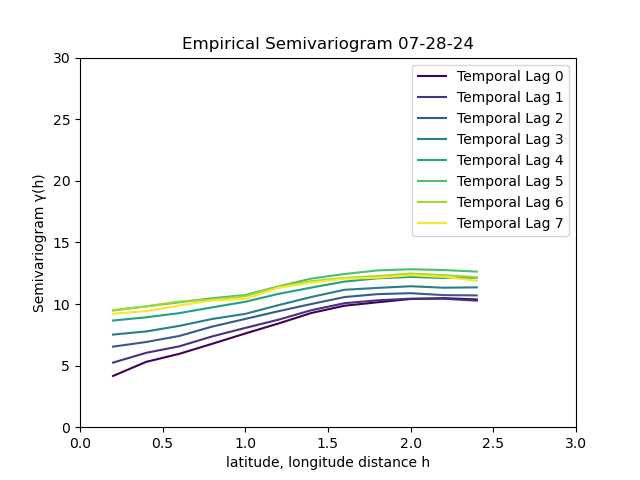 Empirical Semivariogram 07-28-24
30
25
20
15
10
5
0
Semivariogram γ(h)
Temporal Lag 0
Temporal Lag 1
Temporal Lag 2
Temporal Lag 3
Temporal Lag 4
Temporal Lag 5
Temporal Lag 6
Temporal Lag 7
0.0 0.5 1.0 1.5 2.0 2.5 3.0
latitude, longitude distance h